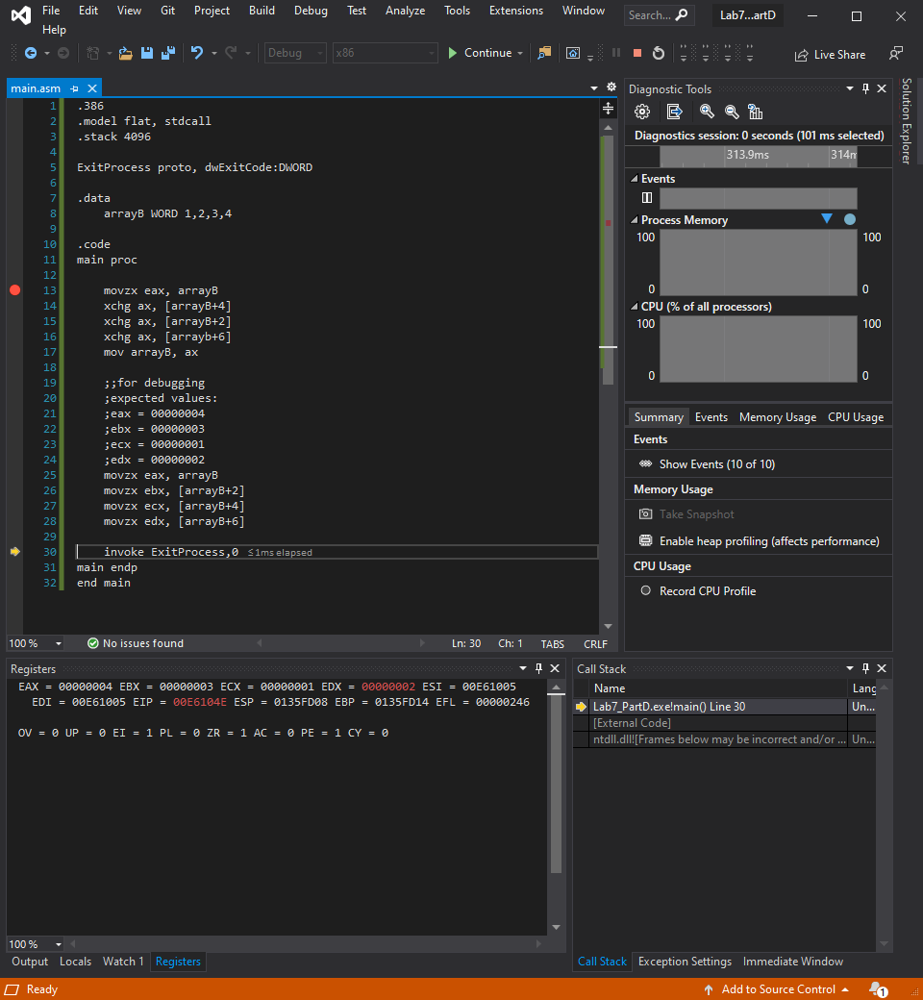 File Edit View Git Project Build Debug Test Analyze Tools Extensions Window Search... Lab7...artD
Help
Debug x86 Continue Live Share
main.asm
1 .386
2 .model flat, stdcall
3 .stack 4096
4
5 ExitProcess proto, dwExitCode:DWORD
6
7 .data
8 arrayB WORD 1,2,3,4
9
10 .code
11 main proc
12
13 movzx eax, arrayB
14 xchg ax, [arrayB+4]
15 xchg ax, [arrayB+2]
16 xchg ax, [arrayb+6]
17 mov arrayB, ax
18
19 ;;for debugging
20 ;expected values:
21 ;eax = 00000004
22 ;ebx = 00000003
23 ;ecx = 00000001
24 ;edx = 00000002
25 movzx eax, arrayB
26 movzx ebx, [arrayB+2]
27 movzx ecx, [arrayB+4]
28 movzx edx, [arrayB+6]
29
30 invoke ExitProcess,0 ≤1ms elapsed
31 main endp
32 end main
100 % No issues found Ln: 30 Ch: 1 TABS CRLF
Diagnostic Tools
Diagnostics session: 0 seconds (101 ms selected)
313.9ms 314m
Events
Process Memory
100 100
0 0
CPU (% of all processors)
100 100
0 0
Summary Events Memory Usage CPU Usage
Events
Show Events (10 of 10)
Memory Usage
Take Snapshot
Enable heap profiling (affects performance)
CPU Usage
Record CPU Profile
Solution Explorer
Registers
EAX = 00000004 EBX = 00000003 ECX = 00000001 EDX = 00000002 ESI = 00E61005
EDI = 00E61005 EIP = 00E6104E ESP = 0135FD08 EBP = 0135FD14 EFL = 00000246
OV = 0 UP = 0 EI = 1 PL = 0 ZR = 1 AC = 0 PE = 1 CY = 0
100 %
Output Locals Watch 1 Registers
Call Stack
Name Lang
Lab7_PartD.exe!main() Line 30 Un...
[External Code]
ntdll.dll![Frames below may be incorrect and/or ... Un...
Call Stack Exception Settings Immediate Window
Ready Add to Source Control 1